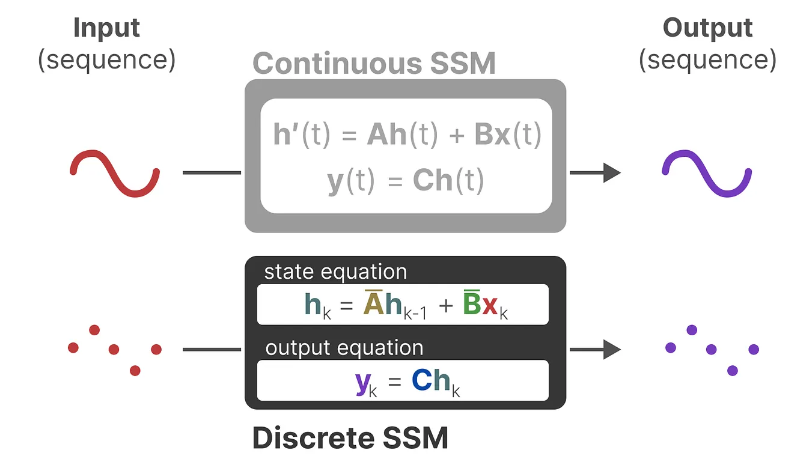 Input
(sequence)
Output
(sequence)
Continuous SSM
h′(t) = Ah(t) + Bx(t)
y(t) = Ch(t)
state equation
hₖ = A̅hₖ₋₁ + B̅xₖ
output equation
yₖ = Chₖ
Discrete SSM